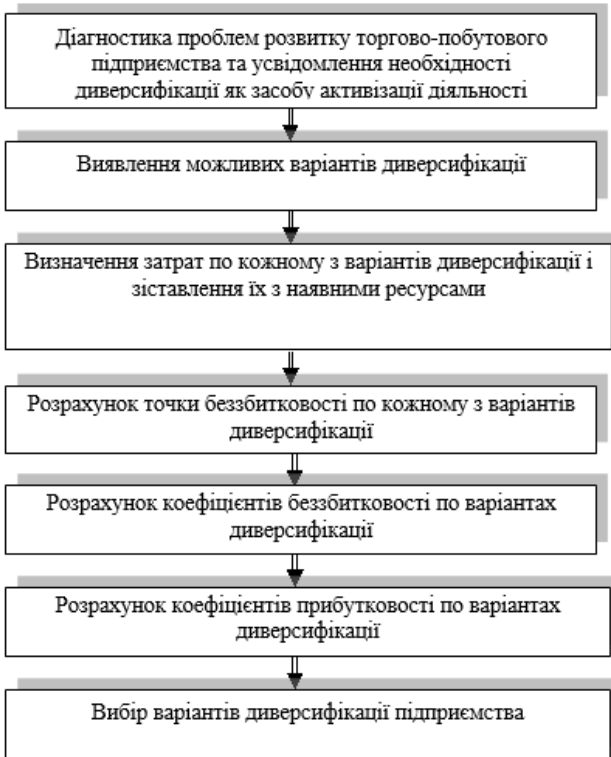 Діагностика проблем розвитку торгово-побутового
підприємства та усвідомлення необхідності
диверсифікації як засобу активізації діяльності
Виявлення можливих варіантів диверсифікації
Визначення затрат по кожному з варіантів диверсифікації і
зіставлення їх з наявними ресурсами
Розрахунок точки беззбитковості по кожному з варіантів
диверсифікації
Розрахунок коефіцієнтів беззбитковості по варіантах
диверсифікації
Розрахунок коефіцієнтів прибутковості по варіантах
диверсифікації
Вибір варіантів диверсифікації підприємства